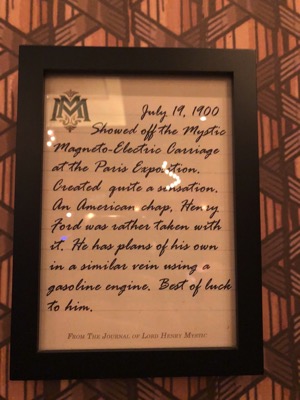 MM
July 19, 1900
Showed off the Mystic
Magneto-Electric Carriage
at the Paris Exposition.
Created quite a sensation.
An American chap, Henry
Ford was rather taken with
it. He has plans of his own
in a similar vein using a
gasoline engine. Best of luck
to him.
FROM THE JOURNAL OF LORD HENRY MYSTIC